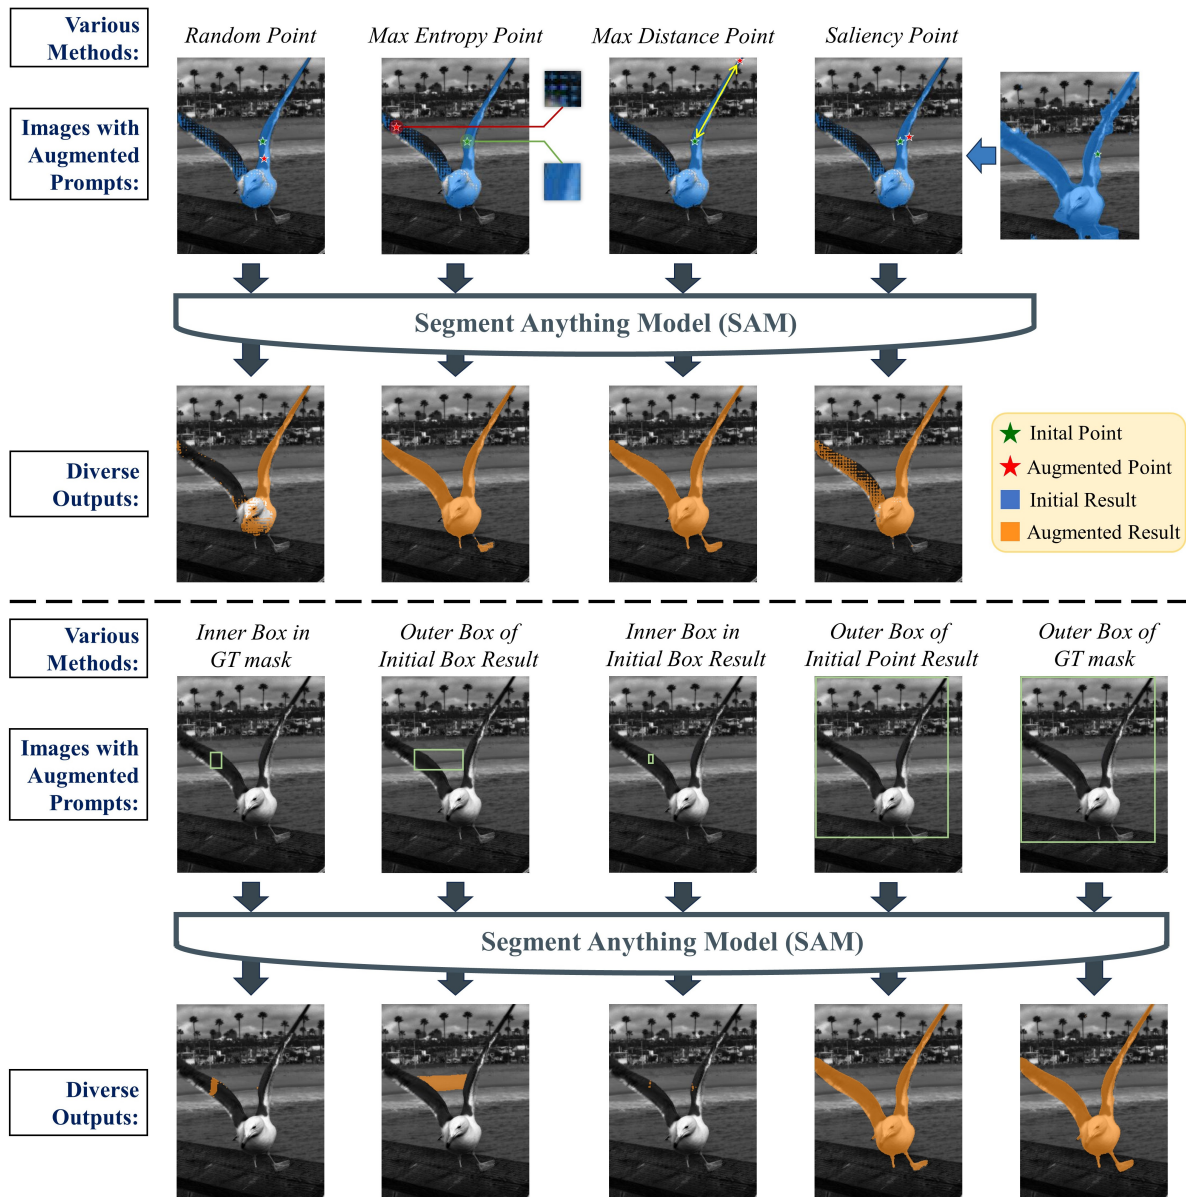 Various
Methods:
Random Point
Max Entropy Point
Max Distance Point
Saliency Point
Images with
Augmented
Prompts:
Segment Anything Model (SAM)
Diverse
Outputs:
Inital Point
Augmented Point
Initial Result
Augmented Result
Various
Methods:
Inner Box in
GT mask
Outer Box of
Initial Box Result
Inner Box in
Initial Box Result
Outer Box of
Initial Point Result
Outer Box of
GT mask
Images with
Augmented
Prompts:
Segment Anything Model (SAM)
Diverse
Outputs: